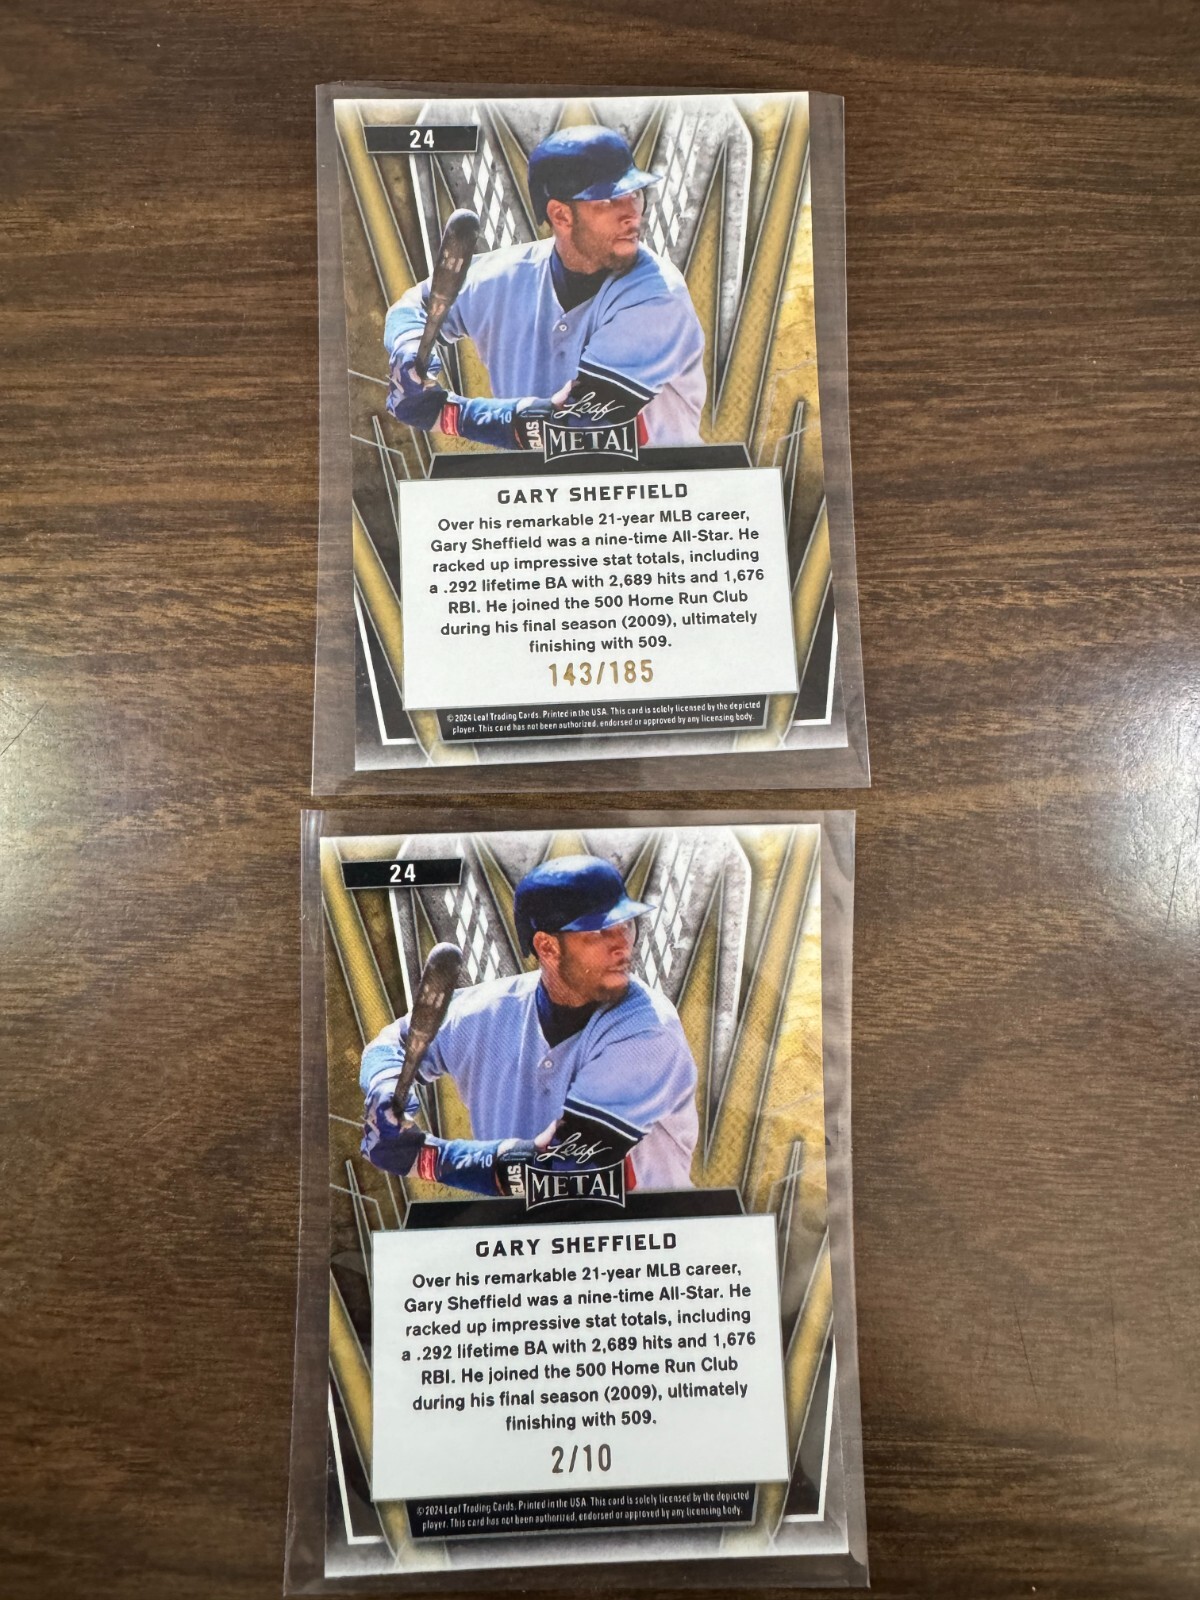 24
10
GLAS.
Leaf
METAL
GARY SHEFFIELD
Over his remarkable 21-year MLB career,
Gary Sheffield was a nine-time All-Star. He
racked up impressive stat totals, including
a .292 lifetime BA with 2,689 hits and 1,676
RBI. He joined the 500 Home Run Club
during his final season (2009), ultimately
finishing with 509.
143/185
©2024 Leaf Trading Cards. Printed in the USA. This card is solely licensed by the depicted
player. This card has not been authorized, endorsed or approved by any licensing body.
24
10
GLAS.
Leaf
METAL
GARY SHEFFIELD
Over his remarkable 21-year MLB career,
Gary Sheffield was a nine-time All-Star. He
racked up impressive stat totals, including
a .292 lifetime BA with 2,689 hits and 1,676
RBI. He joined the 500 Home Run Club
during his final season (2009), ultimately
finishing with 509.
2/10
©2024 Leaf Trading Cards. Printed in the USA. This card is solely licensed by the depicted
player. This card has not been authorized, endorsed or approved by any licensing body.